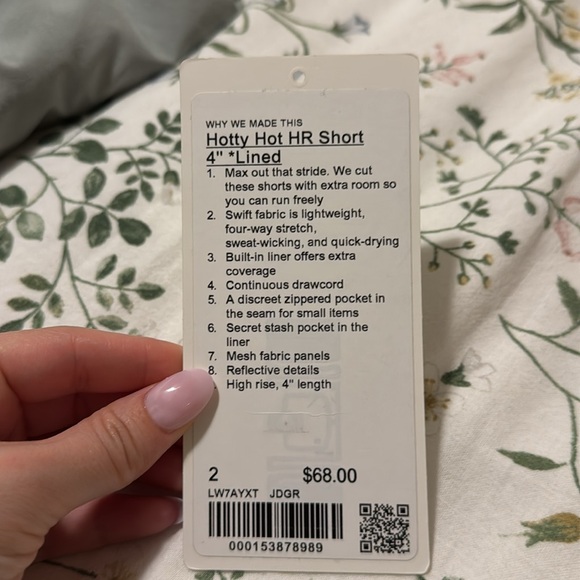 WHY WE MADE THIS
Hotty Hot HR Short
4" *Lined
1. Max out that stride. We cut
these shorts with extra room so
you can run freely
2. Swift fabric is lightweight,
four-way stretch,
sweat-wicking, and quick-drying
3. Built-in liner offers extra
coverage
4. Continuous drawcord
5. A discreet zippered pocket in
the seam for small items
6. Secret stash pocket in the
liner
7. Mesh fabric panels
8. Reflective details
High rise, 4" length
2 $68.00
LW7AYXT JDGR
000153878989